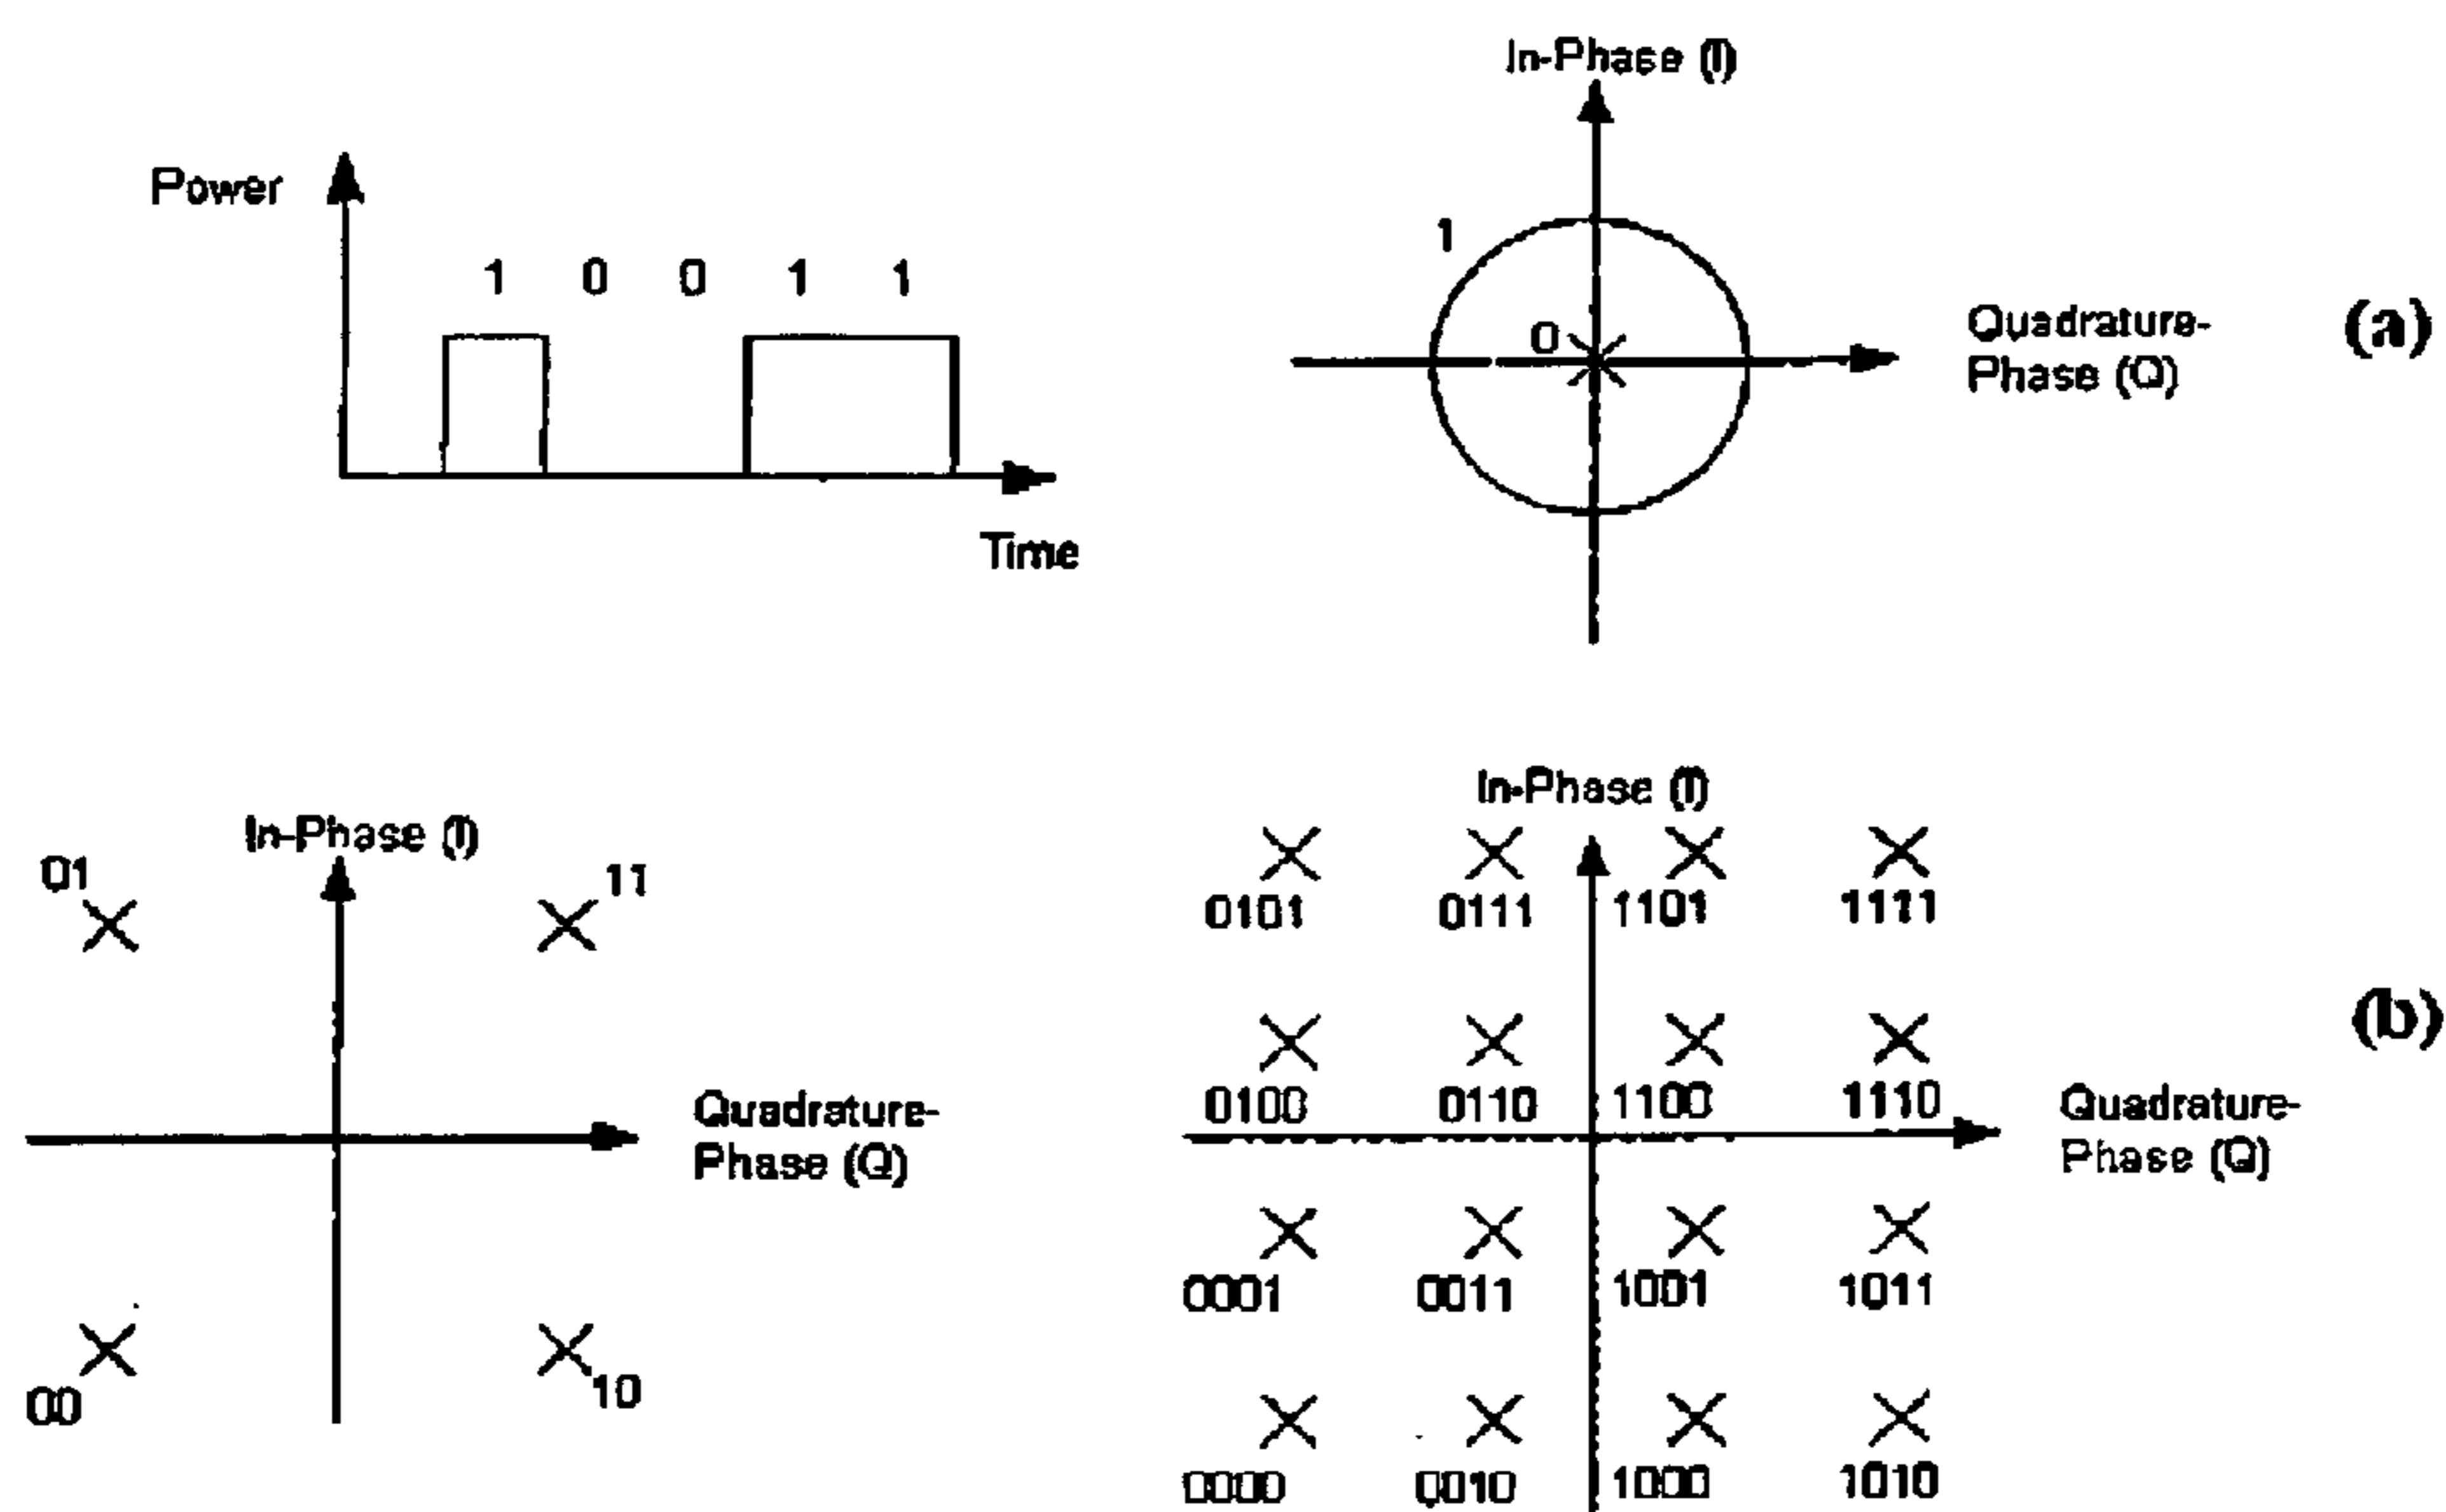 In-Phase (I)
Power
1 0 0 1 1
1
0
Quadrature-
Phase (Q)
(a)
Time
In-Phase (I)
01
11
Quadrature-
Phase (Q)
00
10
In-Phase (I)
0101 0111 1101 1111
0100 0110 1100 1110
Quadrature-
Phase (Q)
(b)
0001 0011 1001 1011
0000 0010 1000 1010